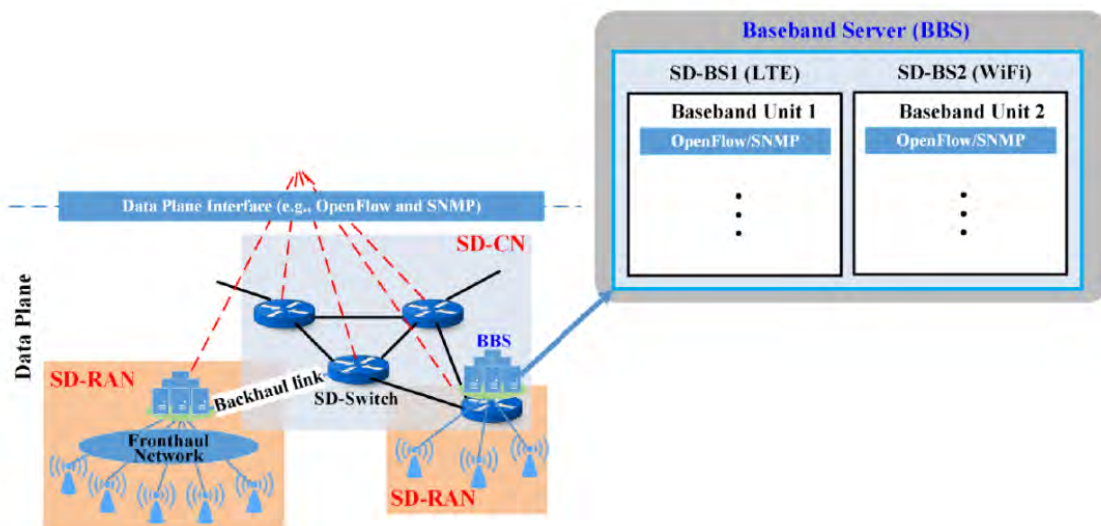 Baseband Server (BBS)
SD-BS1 (LTE)
SD-BS2 (WiFi)
Baseband Unit 1
Baseband Unit 2
OpenFlow/SNMP
OpenFlow/SNMP
Data Plane Interface (e.g., OpenFlow and SNMP)
SD-CN
Data Plane
BBS
SD-RAN
Backhaul link
SD-Switch
Fronthaul
Network
SD-RAN